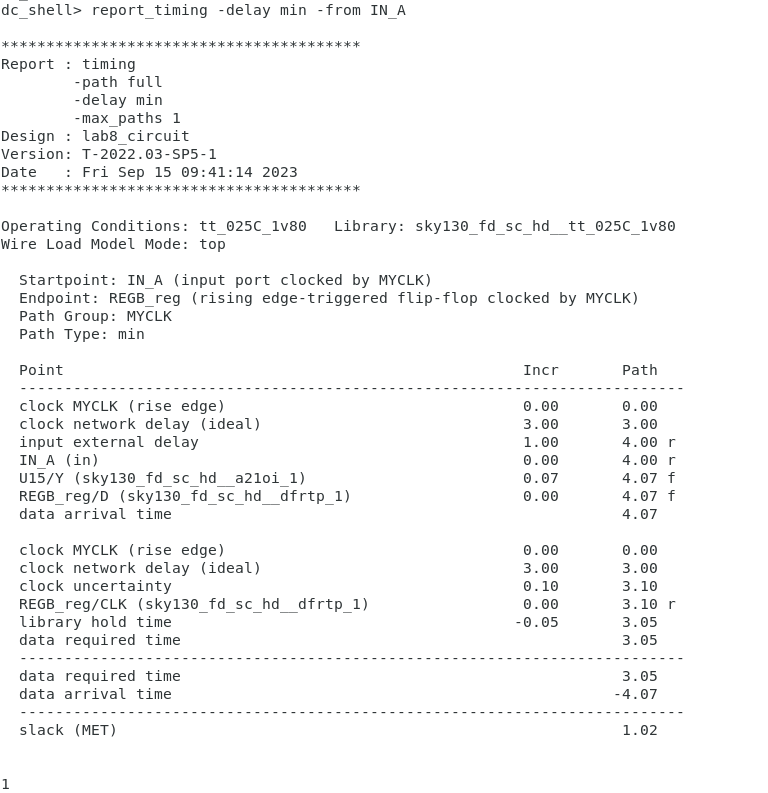 dc_shell> report_timing -delay min -from IN_A
****************************************
Report : timing
        -path full
        -delay min
        -max_paths 1
Design : lab8_circuit
Version: T-2022.03-SP5-1
Date   : Fri Sep 15 09:41:14 2023
****************************************
Operating Conditions: tt_025C_1v80   Library: sky130_fd_sc_hd__tt_025C_1v80
Wire Load Model Mode: top
  Startpoint: IN_A (input port clocked by MYCLK)
  Endpoint: REGB_reg (rising edge-triggered flip-flop clocked by MYCLK)
  Path Group: MYCLK
  Path Type: min
  Point                                                   Incr       Path
  --------------------------------------------------------------------------
  clock MYCLK (rise edge)                                 0.00       0.00
  clock network delay (ideal)                             3.00       3.00
  input external delay                                    1.00       4.00 r
  IN_A (in)                                               0.00       4.00 r
  U15/Y (sky130_fd_sc_hd__a21oi_1)                        0.07       4.07 f
  REGB_reg/D (sky130_fd_sc_hd__dfrtp_1)                   0.00       4.07 f
  data arrival time                                                  4.07
  clock MYCLK (rise edge)                                 0.00       0.00
  clock network delay (ideal)                             3.00       3.00
  clock uncertainty                                       0.10       3.10
  REGB_reg/CLK (sky130_fd_sc_hd__dfrtp_1)                 0.00       3.10 r
  library hold time                                      -0.05       3.05
  data required time                                                 3.05
  --------------------------------------------------------------------------
  data required time                                                 3.05
  data arrival time                                                 -4.07
  --------------------------------------------------------------------------
  slack (MET)                                                        1.02
1